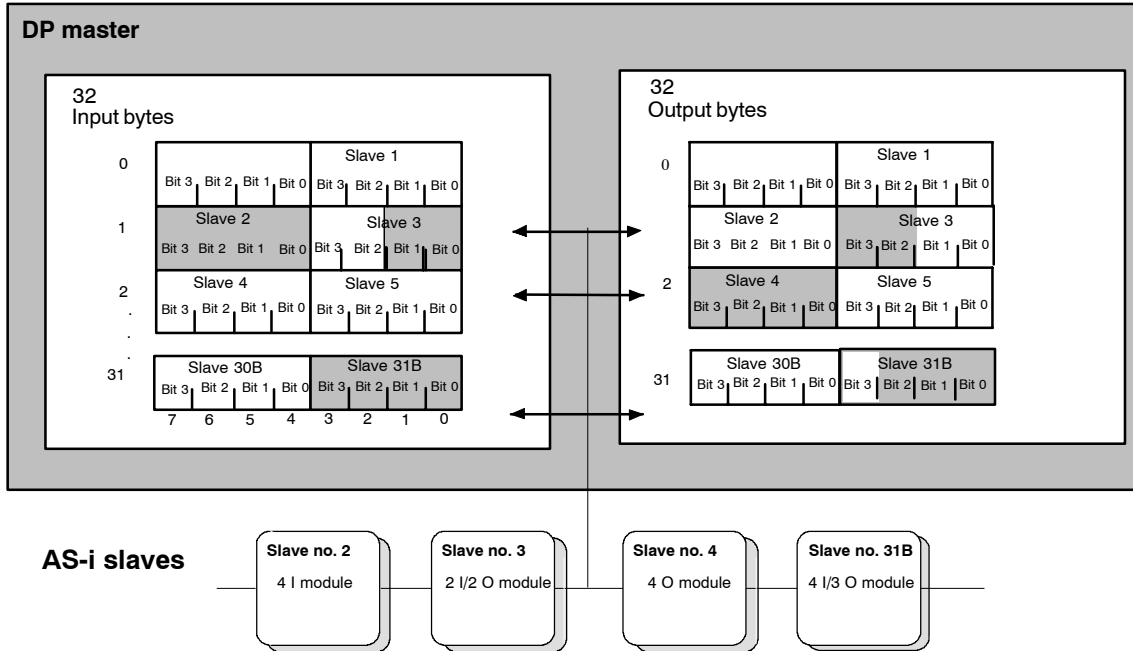 DP master
32
Input bytes
0
Slave 1
Bit 3 Bit 2 Bit 1 Bit 0 Bit 3 Bit 2 Bit 1 Bit 0
1
Slave 2 Slave 3
Bit 3 Bit 2 Bit 1 Bit 0 Bit 3 Bit 2 Bit 1 Bit 0
2
Slave 4 Slave 5
Bit 3 Bit 2 Bit 1 Bit 0 Bit 3 Bit 2 Bit 1 Bit 0
.
.
.
31
Slave 30B Slave 31B
Bit 3 Bit 2 Bit 1 Bit 0 Bit 3 Bit 2 Bit 1 Bit 0
7 6 5 4 3 2 1 0
32
Output bytes
0
Slave 1
Bit 3 Bit 2 Bit 1 Bit 0 Bit 3 Bit 2 Bit 1 Bit 0
Slave 2 Slave 3
Bit 3 Bit 2 Bit 1 Bit 0 Bit 3 Bit 2 Bit 1 Bit 0
2
Slave 4 Slave 5
Bit 3 Bit 2 Bit 1 Bit 0 Bit 3 Bit 2 Bit 1 Bit 0
31
Slave 30B Slave 31B
Bit 3 Bit 2 Bit 1 Bit 0 Bit 3 Bit 2 Bit 1 Bit 0
AS-i slaves
Slave no. 2
4 I module
Slave no. 3
2 I/2 O module
Slave no. 4
4 O module
Slave no. 31B
4 I/3 O module